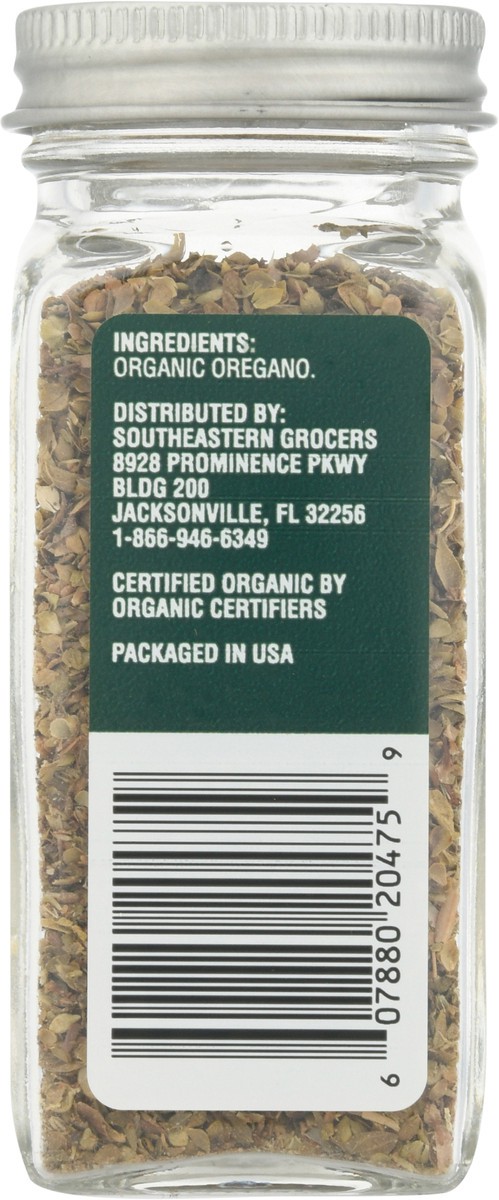 INGREDIENTS:
ORGANIC OREGANO.
DISTRIBUTED BY:
SOUTHEASTERN GROCERS
8928 PROMINENCE PKWY
BLDG 200
JACKSONVILLE, FL 32256
1-866-946-6349
CERTIFIED ORGANIC BY
ORGANIC CERTIFIERS
PACKAGED IN USA
6 07880 20475 9